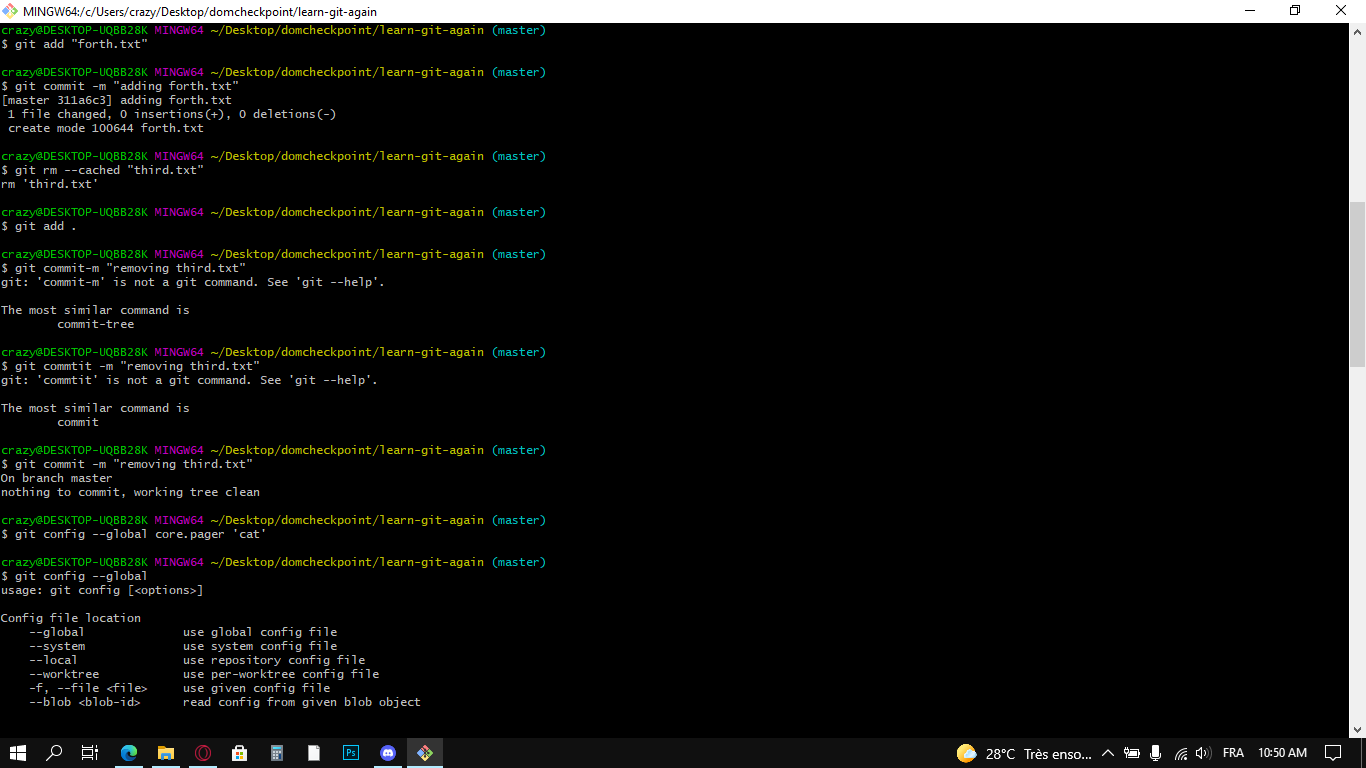 MINGW64:/c/Users/crazy/Desktop/domcheckpoint/learn-git-again
crazy@DESKTOP-UQBB28K MINGW64 ~/Desktop/domcheckpoint/learn-git-again (master)
$ git add "forth.txt"
crazy@DESKTOP-UQBB28K MINGW64 ~/Desktop/domcheckpoint/learn-git-again (master)
$ git commit -m "adding forth.txt"
[master 311a6c3] adding forth.txt
 1 file changed, 0 insertions(+), 0 deletions(-)
 create mode 100644 forth.txt
crazy@DESKTOP-UQBB28K MINGW64 ~/Desktop/domcheckpoint/learn-git-again (master)
$ git rm --cached "third.txt"
rm 'third.txt'
crazy@DESKTOP-UQBB28K MINGW64 ~/Desktop/domcheckpoint/learn-git-again (master)
$ git add .
crazy@DESKTOP-UQBB28K MINGW64 ~/Desktop/domcheckpoint/learn-git-again (master)
$ git commit-m "removing third.txt"
git: 'commit-m' is not a git command. See 'git --help'.
The most similar command is
        commit-tree
crazy@DESKTOP-UQBB28K MINGW64 ~/Desktop/domcheckpoint/learn-git-again (master)
$ git commtit -m "removing third.txt"
git: 'commtit' is not a git command. See 'git --help'.
The most similar command is
        commit
crazy@DESKTOP-UQBB28K MINGW64 ~/Desktop/domcheckpoint/learn-git-again (master)
$ git commit -m "removing third.txt"
On branch master
nothing to commit, working tree clean
crazy@DESKTOP-UQBB28K MINGW64 ~/Desktop/domcheckpoint/learn-git-again (master)
$ git config --global core.pager 'cat'
crazy@DESKTOP-UQBB28K MINGW64 ~/Desktop/domcheckpoint/learn-git-again (master)
$ git config --global
usage: git config [<options>]
Config file location
    --global              use global config file
    --system              use system config file
    --local               use repository config file
    --worktree            use per-worktree config file
    -f, --file <file>     use given config file
    --blob <blob-id>      read config from given blob object
Ps
28°C Très enso... FRA 10:50 AM